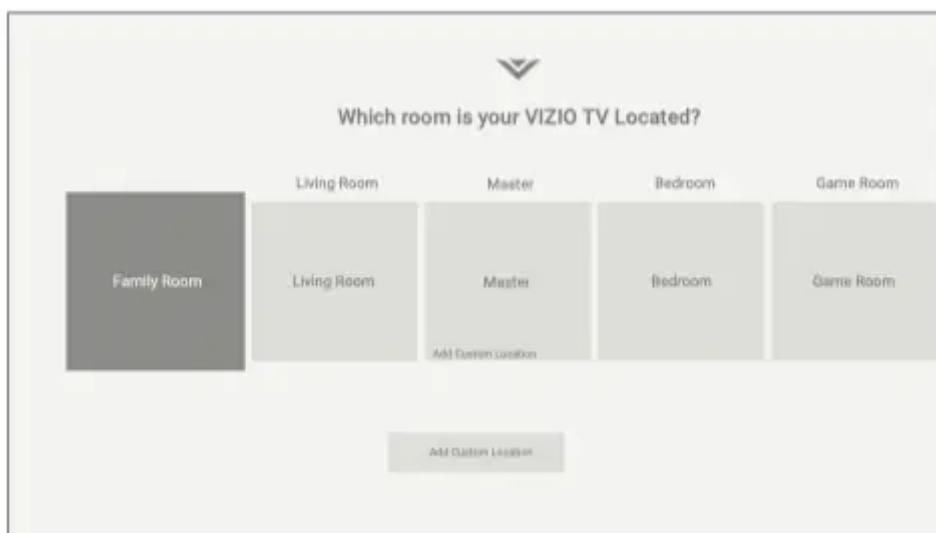 Which room is your VIZIO TV Located?
Living Room Master Bedroom Game Room
Family Room Living Room Master Bedroom Game Room
Add Custom Location
Add Custom Location